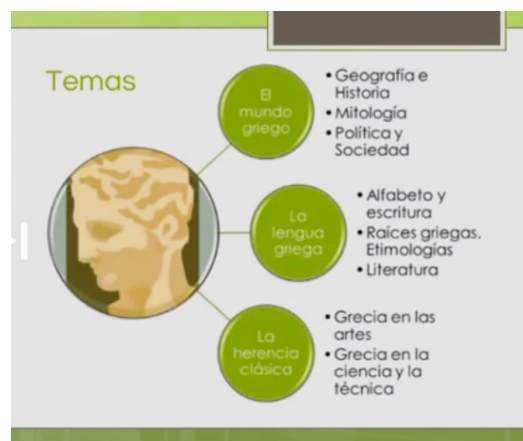 Temas
El
mundo
griego
• Geografía e
Historia
• Mitología
• Política y
Sociedad
La
lengua
griega
• Alfabeto y
escritura
• Raíces griegas.
Etimologías
• Literatura
La
herencia
clásica
• Grecia en las
artes
• Grecia en la
ciencia y la
técnica